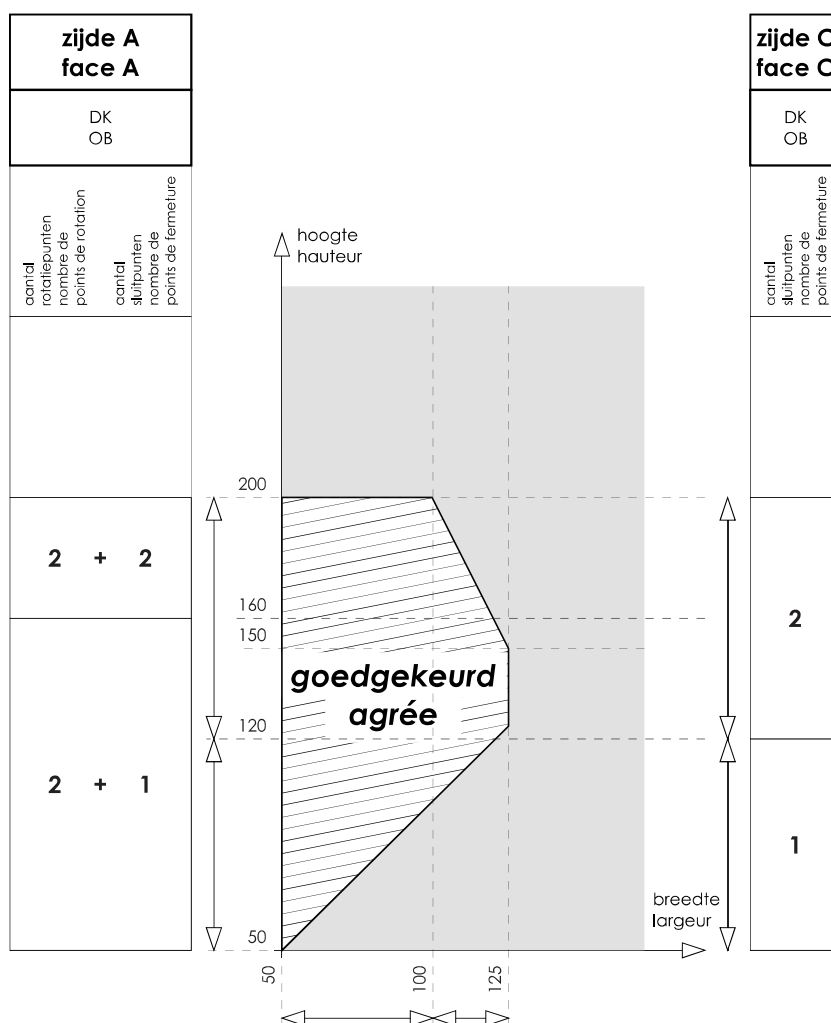 zijde A
face A
DK
OB
aantal
rotatiepunten
nombre de
points de rotation
aantal
sluitpunten
nombre de
points de fermeture
2 + 2
2 + 1
hoogte
hauteur
200
160
150
120
50
goedgekeurd
agrée
breedte
largeur
50
100
125
zijde C
face C
DK
OB
aantal
sluitpunten
nombre de
points de fermeture
2
1